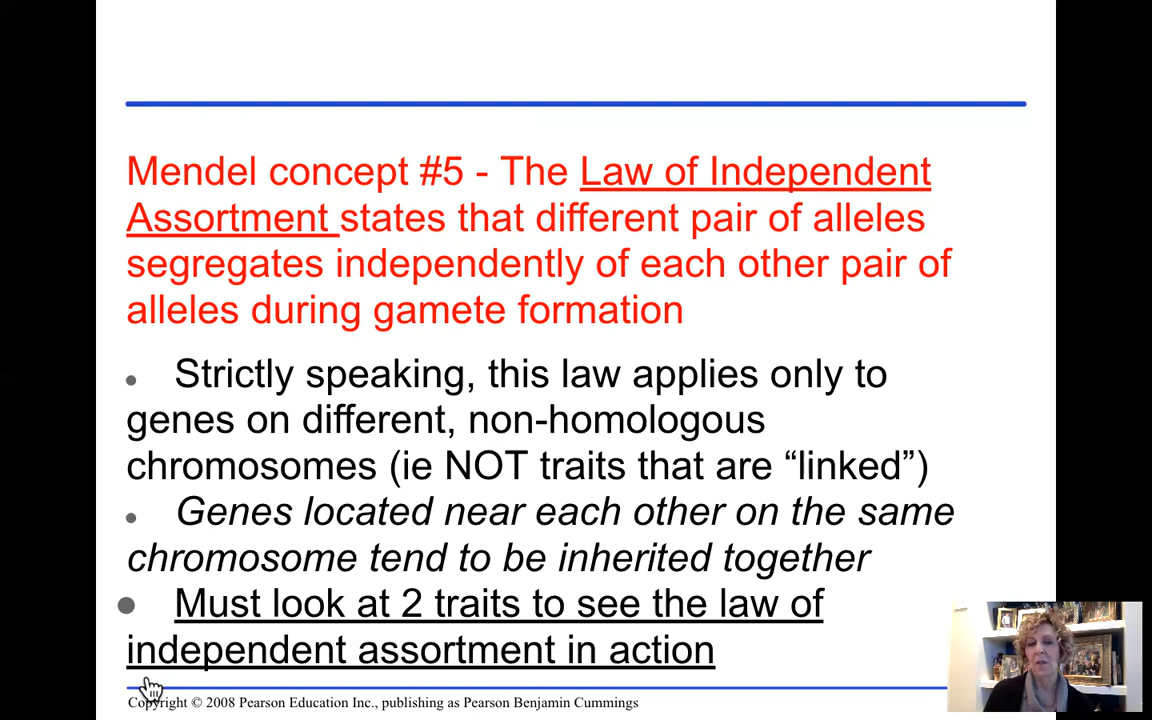 Mendel concept #5 - The Law of Independent
Assortment states that different pair of alleles
segregates independently of each other pair of
alleles during gamete formation
• Strictly speaking, this law applies only to
genes on different, non-homologous
chromosomes (ie NOT traits that are “linked”)
• Genes located near each other on the same
chromosome tend to be inherited together
• Must look at 2 traits to see the law of
independent assortment in action
Copyright © 2008 Pearson Education Inc., publishing as Pearson Benjamin Cummings